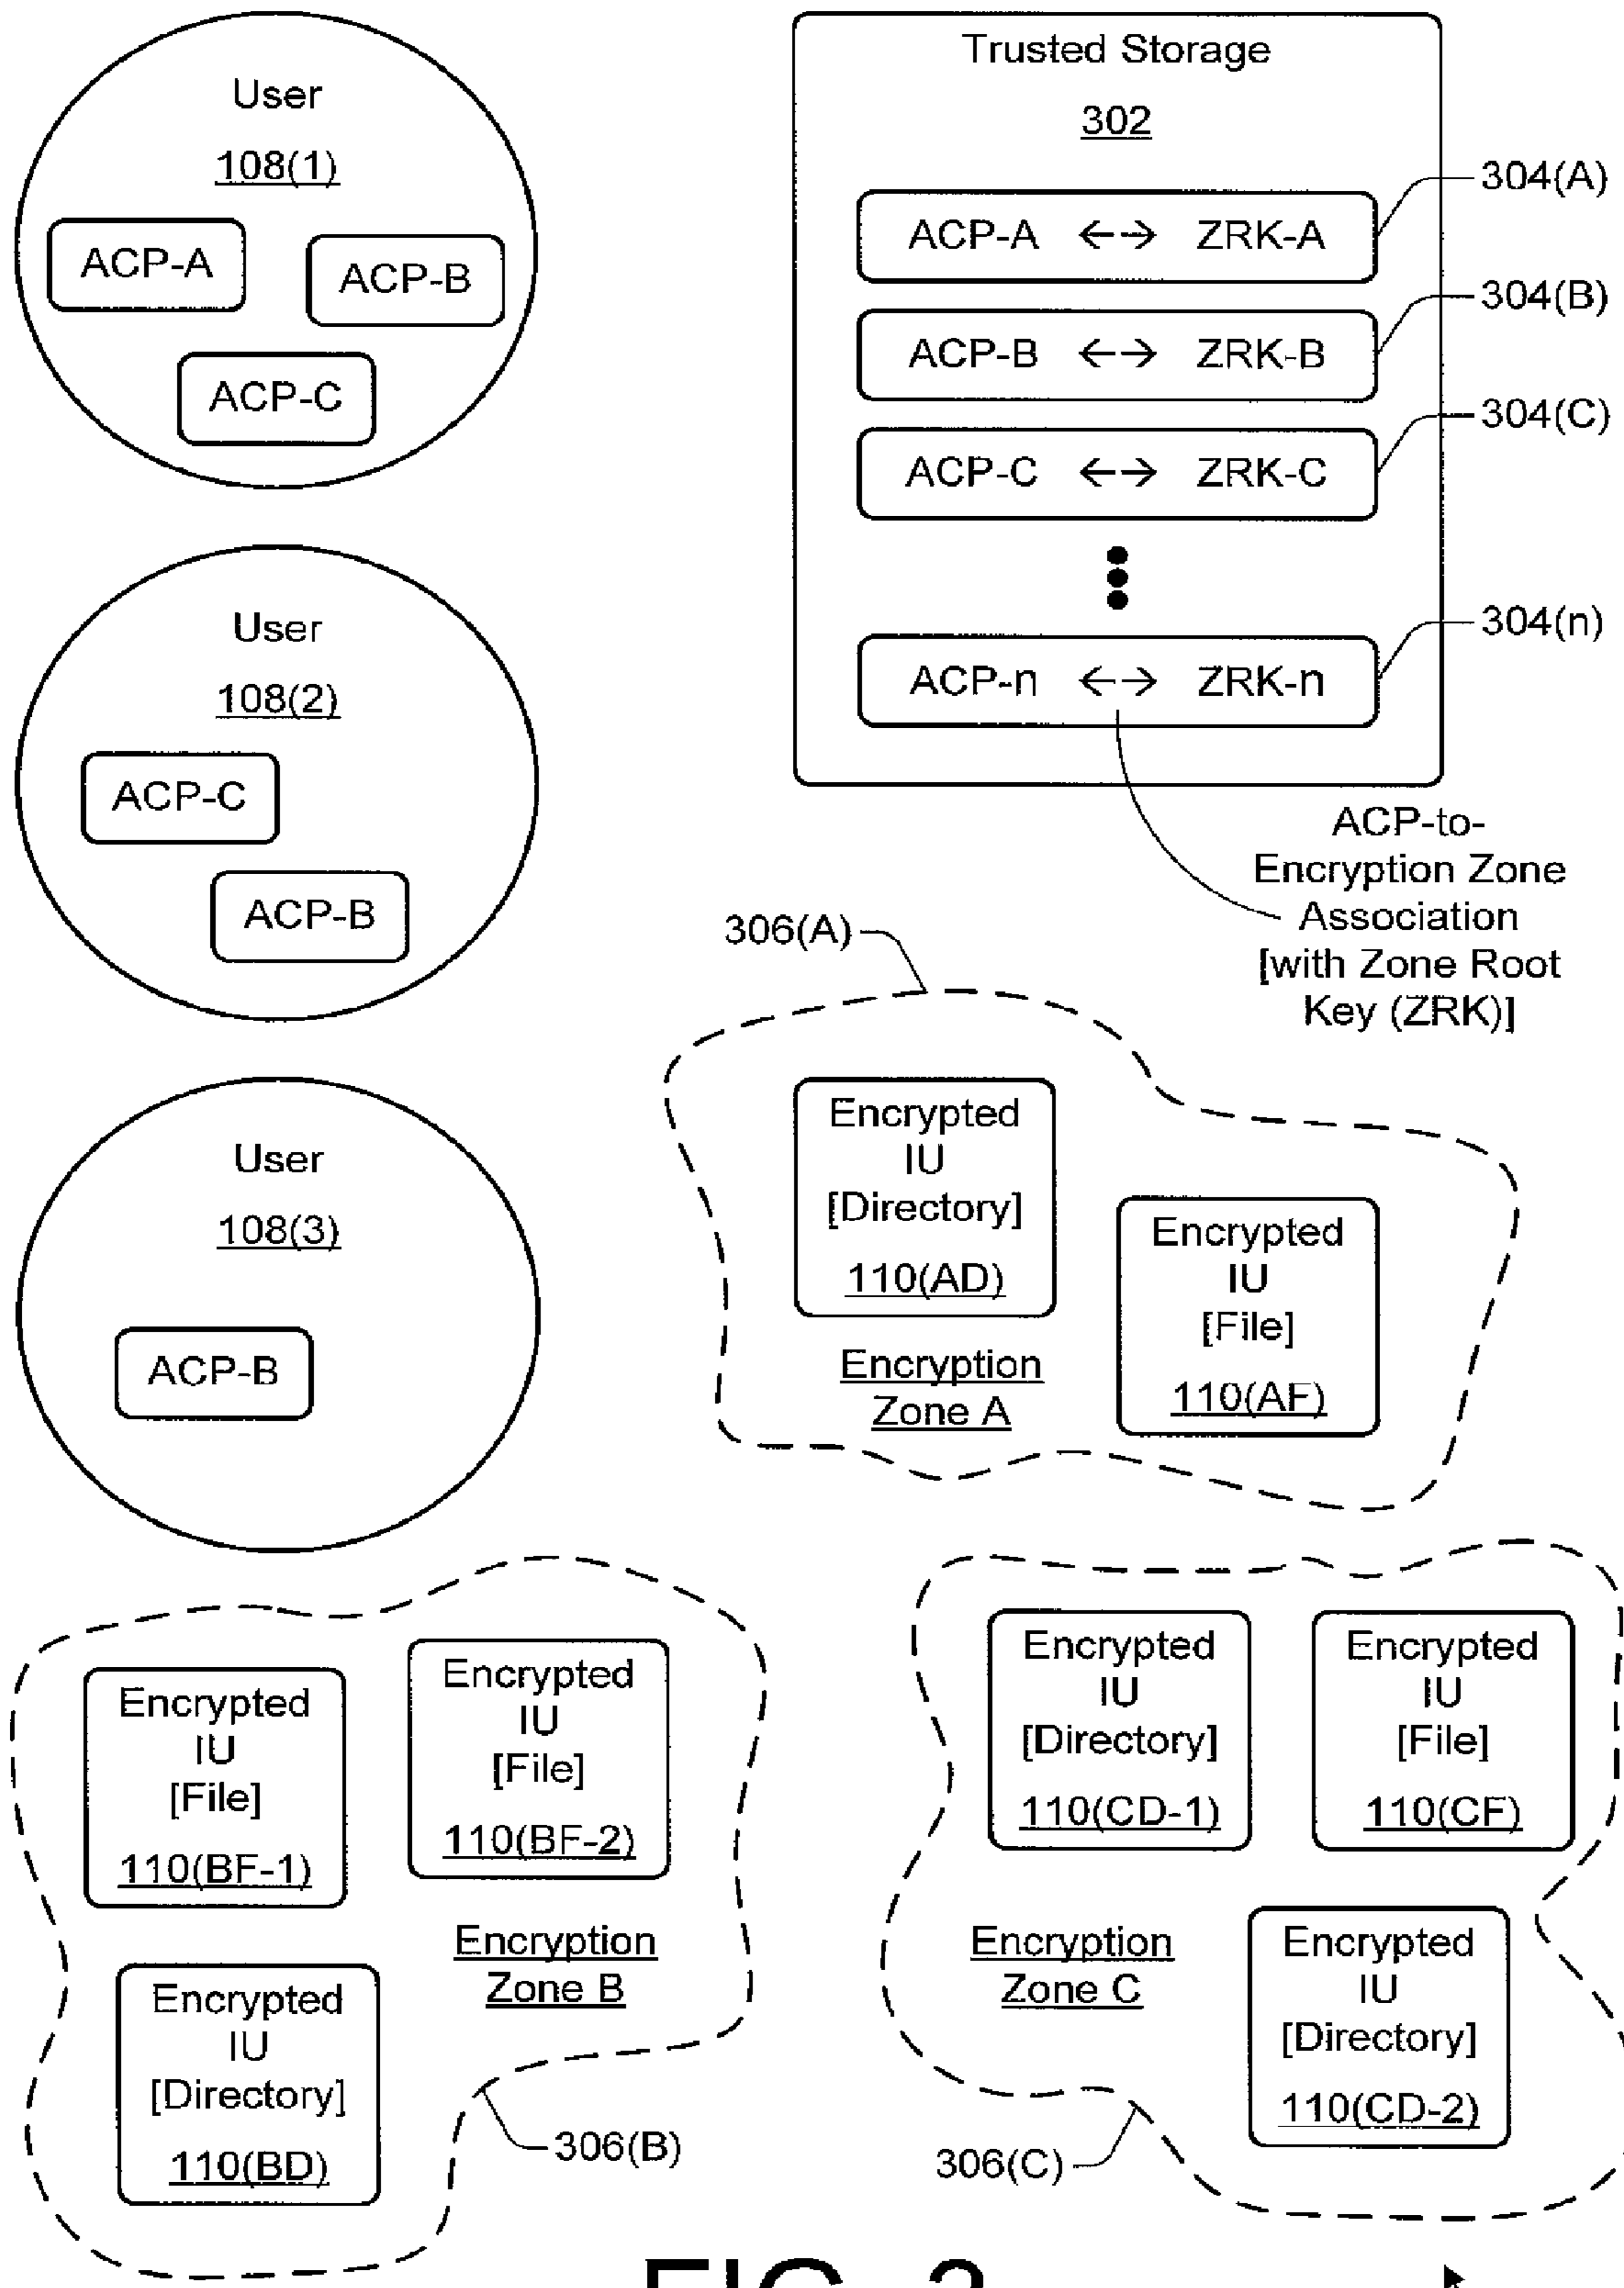 User
108(1)
ACP-A
ACP-B
ACP-C
Trusted Storage
302
ACP-A ZRK-A
304(A)
ACP-B ZRK-B
304(B)
ACP-C ZRK-C
304(C)
ACP-n ZRK-n
304(n)
ACP-to-
Encryption Zone
Association
[with Zone Root
Key (ZRK)]
User
108(2)
ACP-C
ACP-B
User
108(3)
ACP-B
306(A)
Encrypted
IU
[Directory]
110(AD)
Encrypted
IU
[File]
110(AF)
Encryption
Zone A
Encrypted
IU
[File]
110(BF-1)
Encrypted
IU
[File]
110(BF-2)
Encryption
Zone B
Encrypted
IU
[Directory]
110(BD)
306(B)
Encrypted
IU
[Directory]
110(CD-1)
Encrypted
IU
[File]
110(CF)
Encryption
Zone C
Encrypted
IU
[Directory]
110(CD-2)
306(C)